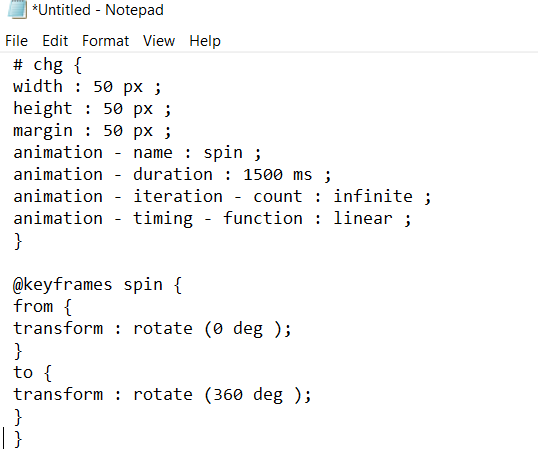 *Untitled - Notepad
File Edit Format View Help
# chg {
width : 50 px ;
height : 50 px ;
margin : 50 px ;
animation - name : spin ;
animation - duration : 1500 ms ;
animation - iteration - count : infinite ;
animation - timing - function : linear ;
}
@keyframes spin {
from {
transform : rotate (0 deg );
}
to {
transform : rotate (360 deg );
}
}